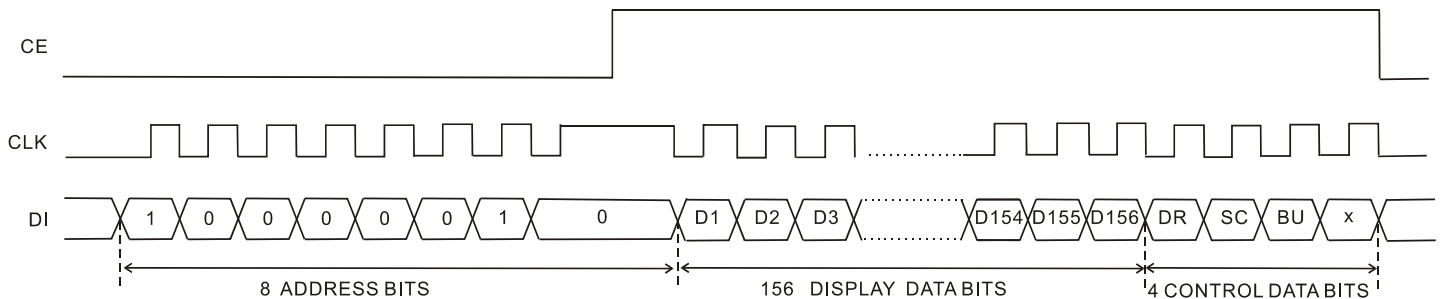 CE
CLK
DI 1 0 0 0 0 0 1 0 D1 D2 D3 D154 D155 D156 DR SC BU x
8 ADDRESS BITS 156 DISPLAY DATA BITS 4 CONTROL DATA BITS